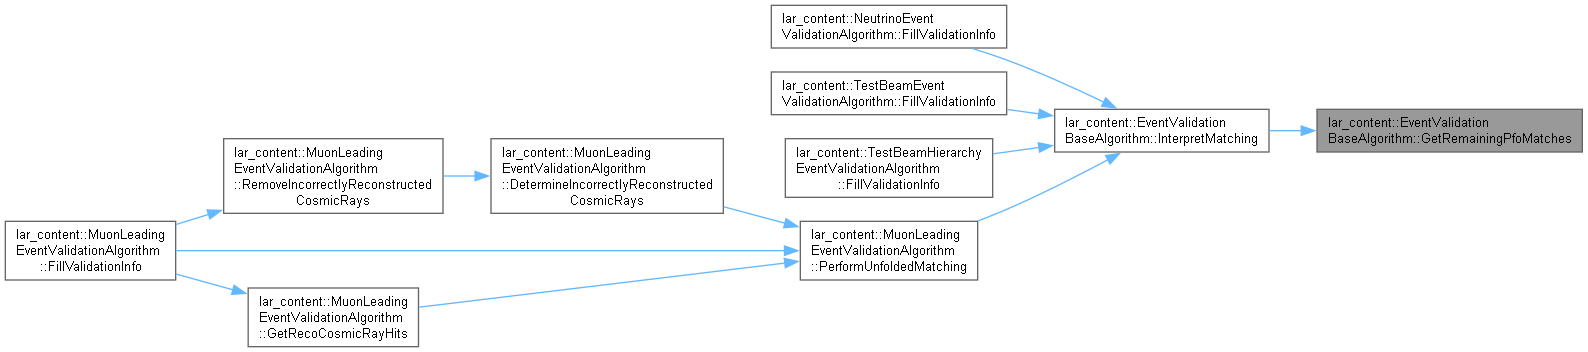 lar_content::NeutrinoEvent
ValidationAlgorithm::FillValidationInfo
lar_content::TestBeamEvent
ValidationAlgorithm::FillValidationInfo
lar_content::EventValidation
BaseAlgorithm::InterpretMatching
lar_content::EventValidation
BaseAlgorithm::GetRemainingPfoMatches
lar_content::TestBeamHierarchy
EventValidationAlgorithm
::FillValidationInfo
lar_content::MuonLeading
EventValidationAlgorithm
::RemoveIncorrectlyReconstructed
CosmicRays
lar_content::MuonLeading
EventValidationAlgorithm
::DetermineIncorrectlyReconstructed
CosmicRays
lar_content::MuonLeading
EventValidationAlgorithm
::FillValidationInfo
lar_content::MuonLeading
EventValidationAlgorithm
::PerformUnfoldedMatching
lar_content::MuonLeading
EventValidationAlgorithm
::GetRecoCosmicRayHits